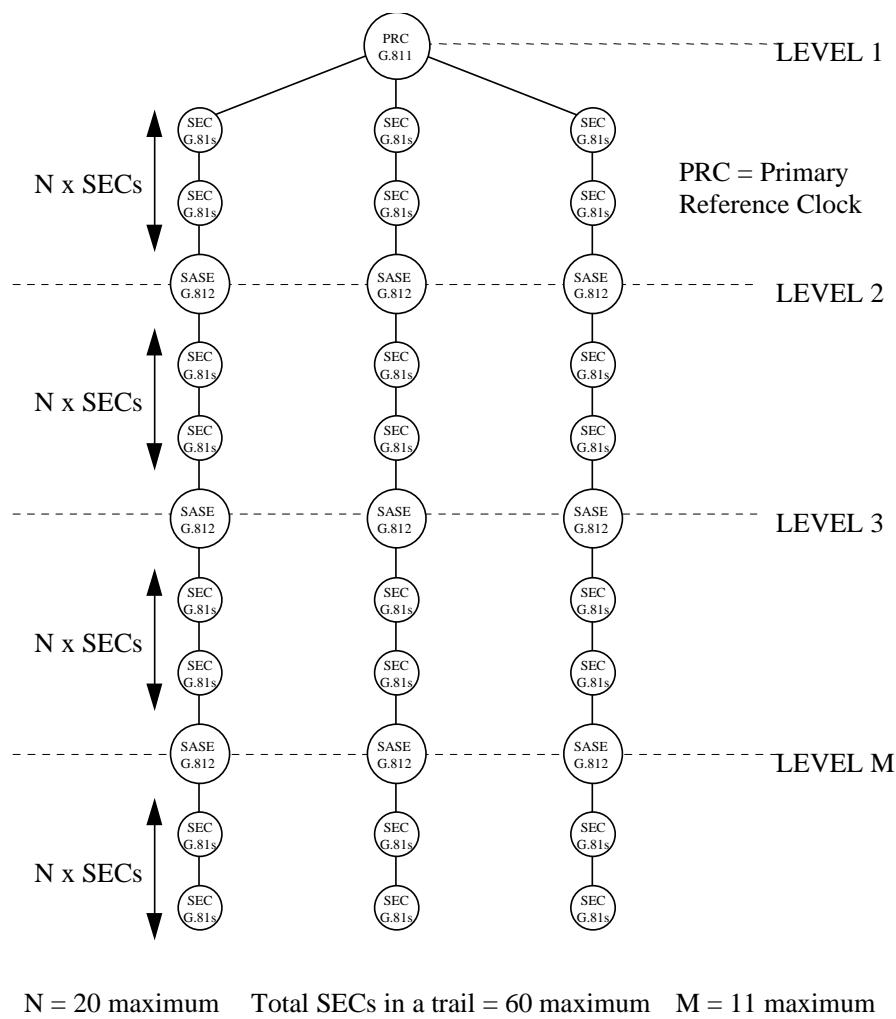 PRC
G.811
LEVEL 1
SEC
G.81s
SEC
G.81s
SEC
G.81s
N x SECs
PRC = Primary
Reference Clock
SEC
G.81s
SEC
G.81s
SEC
G.81s
SASE
G.812
SASE
G.812
SASE
G.812
LEVEL 2
SEC
G.81s
SEC
G.81s
SEC
G.81s
N x SECs
SEC
G.81s
SEC
G.81s
SEC
G.81s
SASE
G.812
SASE
G.812
SASE
G.812
LEVEL 3
SEC
G.81s
SEC
G.81s
SEC
G.81s
N x SECs
SEC
G.81s
SEC
G.81s
SEC
G.81s
SASE
G.812
SASE
G.812
SASE
G.812
LEVEL M
SEC
G.81s
SEC
G.81s
SEC
G.81s
N x SECs
SEC
G.81s
SEC
G.81s
SEC
G.81s
N = 20 maximum Total SECs in a trail = 60 maximum M = 11 maximum